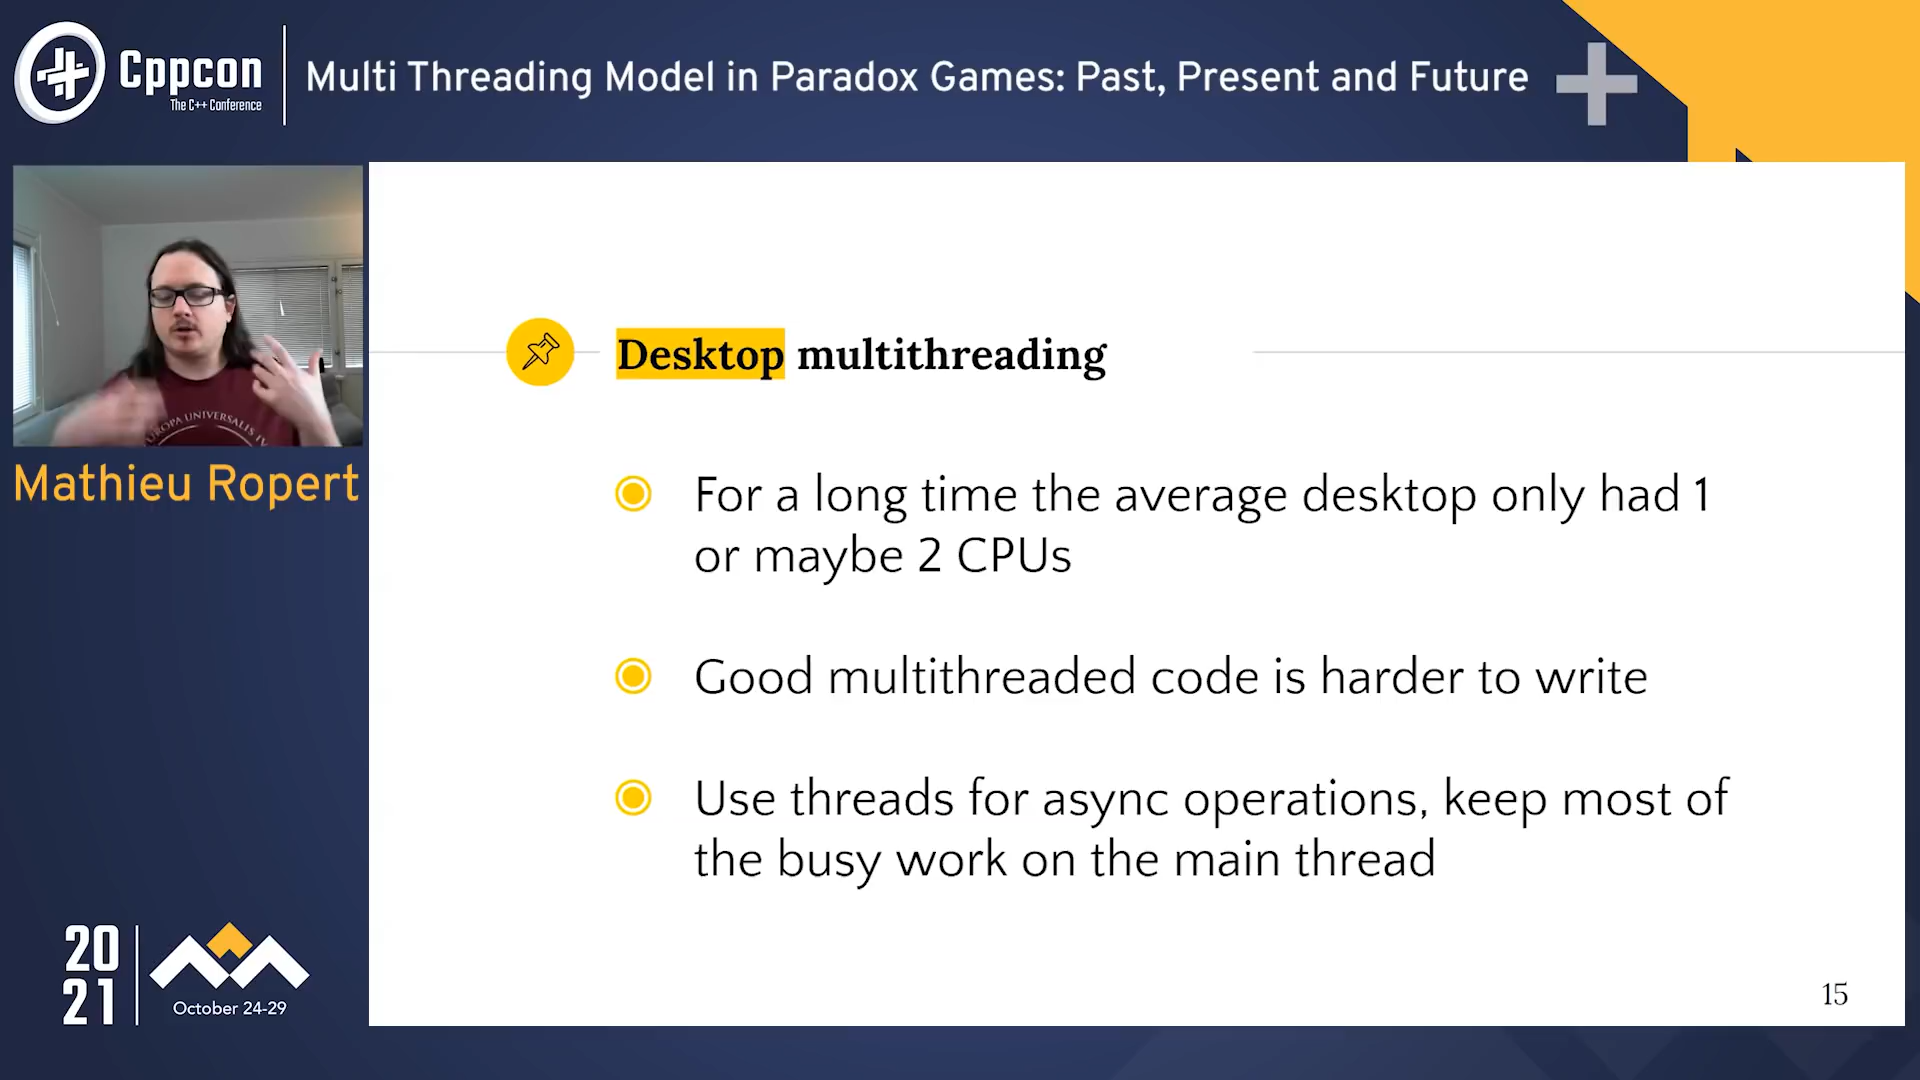 Cppcon
The C++ Conference
Multi Threading Model in Paradox Games: Past, Present and Future
EUROPA UNIVERSALIS IV
Mathieu Ropert
Desktop multithreading
For a long time the average desktop only had 1
or maybe 2 CPUs
Good multithreaded code is harder to write
Use threads for async operations, keep most of
the busy work on the main thread
20
21
October 24-29
15